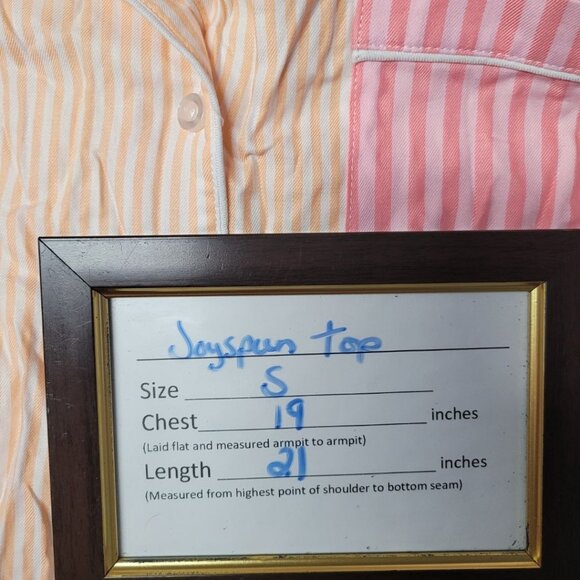 Joyspun top
Size S
Chest 19 inches
(Laid flat and measured armpit to armpit)
Length 21 inches
(Measured from highest point of shoulder to bottom seam)